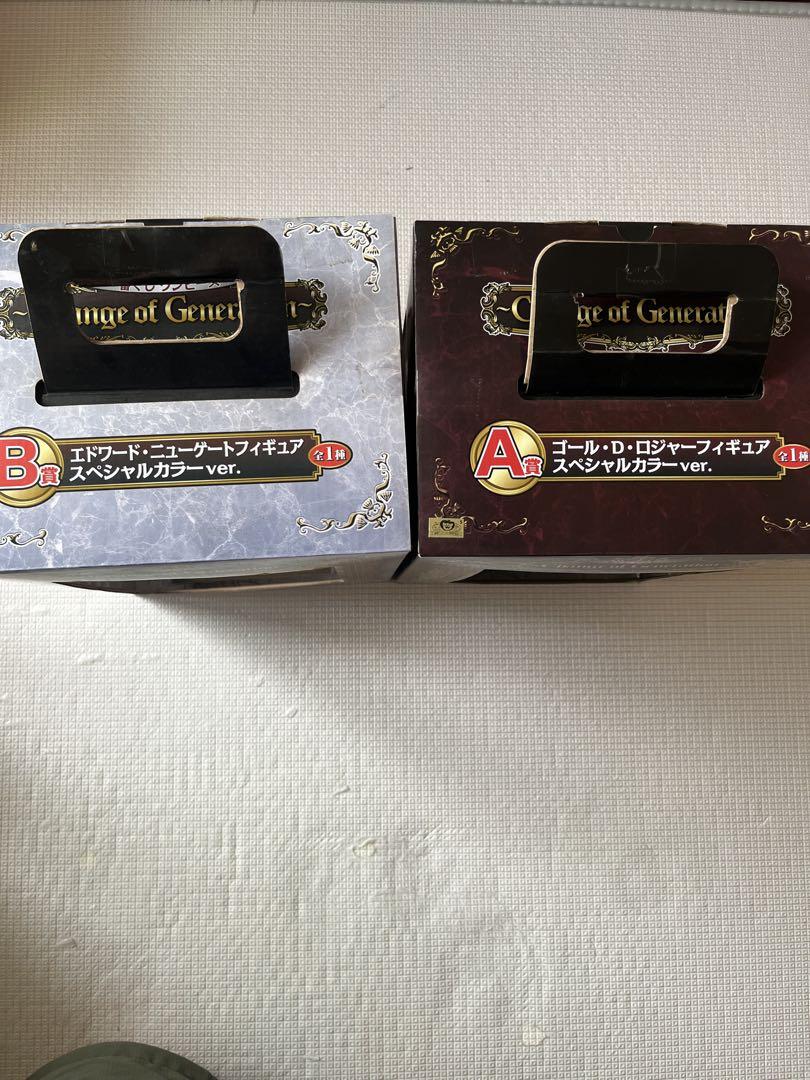 ~ nge of Gener n~
B賞
エドワード・ニューゲートフィギュア
スペシャルカラーver.
全1種
~C ge of Generat
A賞
ゴール・D・ロジャーフィギュア
スペシャルカラーver.
全1種